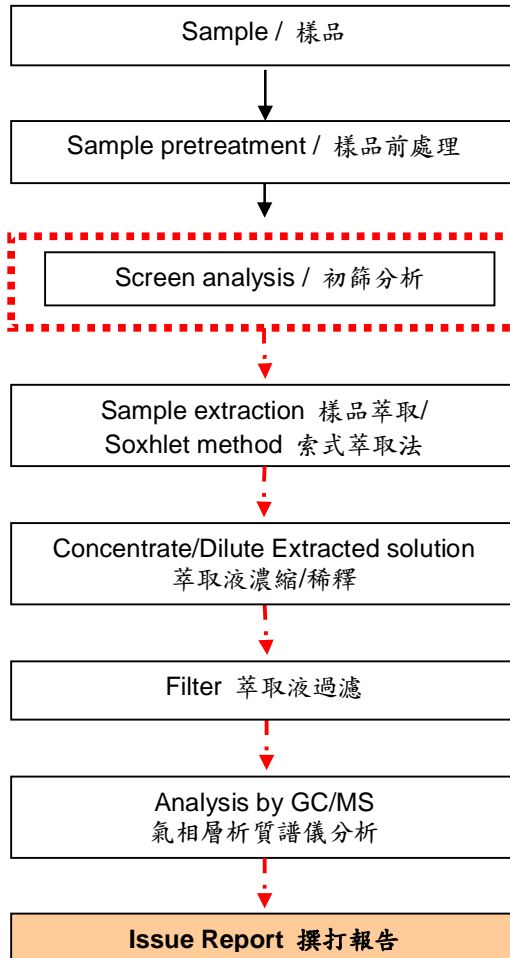 Sample / 樣品
Sample pretreatment / 樣品前處理
Screen analysis / 初篩分析
Sample extraction 樣品萃取/
Soxhlet method 索式萃取法
Concentrate/Dilute Extracted solution
萃取液濃縮/稀釋
Filter 萃取液過濾
Analysis by GC/MS
氣相層析質譜儀分析
Issue Report 撰打報告